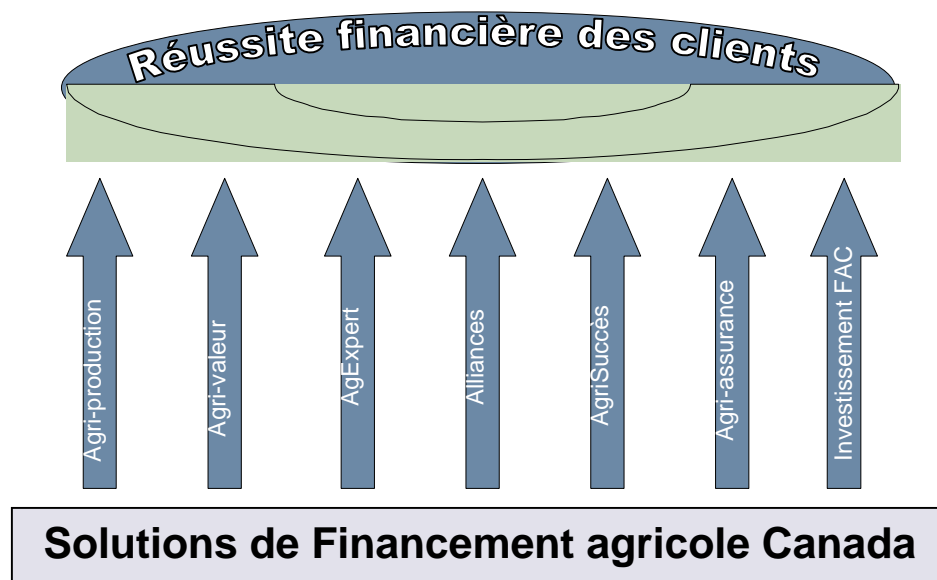 Réussite financière des clients
Agri-production
Agri-valeur
AgExpert
Alliances
AgriSuccès
Agri-assurance
Investissement FAC
Solutions de Financement agricole Canada